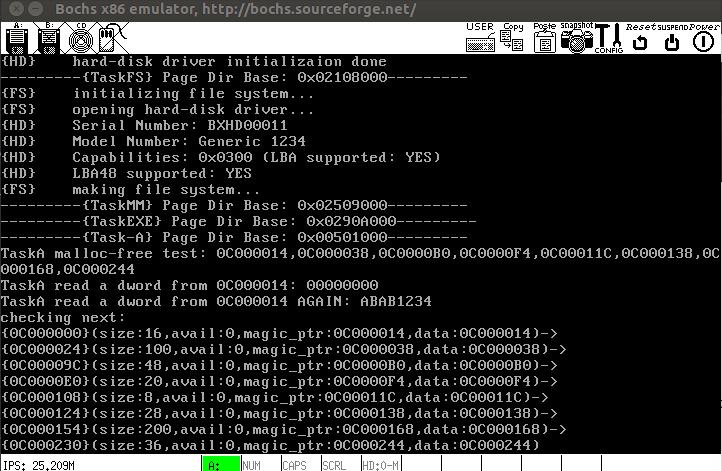 Bochs x86 emulator, http://bochs.sourceforge.net/
A:
B:
CD
USER
Copy
Paste
snapshot
CONFIG
Reset
SUSPEND
Power
{HD}    hard-disk driver initializaion done
---------{TaskFS} Page Dir Base: 0x02108000---------
{FS}    initializing file system...
{FS}    opening hard-disk driver...
{HD}    Serial Number: BXHD00011
{HD}    Model Number: Generic 1234
{HD}    Capabilities: 0x0300 (LBA supported: YES)
{HD}    LBA48 supported: YES
{FS}    making file system...
---------{TaskMM} Page Dir Base: 0x02509000---------
---------{TaskEXE} Page Dir Base: 0x0290A000---------
---------{Task-A} Page Dir Base: 0x00501000---------
TaskA malloc-free test: 0C000014,0C000038,0C0000B0,0C0000F4,0C00011C,0C000138,0C
000168,0C000244
TaskA read a dword from 0C000014: 00000000
TaskA read a dword from 0C000014 AGAIN: ABAB1234
checking next:
{0C000000}(size:16,avail:0,magic_ptr:0C000014,data:0C000014)->
{0C000024}(size:100,avail:0,magic_ptr:0C000038,data:0C000038)->
{0C00009C}(size:48,avail:0,magic_ptr:0C0000B0,data:0C0000B0)->
{0C0000E0}(size:20,avail:0,magic_ptr:0C0000F4,data:0C0000F4)->
{0C000108}(size:8,avail:0,magic_ptr:0C00011C,data:0C00011C)->
{0C000124}(size:28,avail:0,magic_ptr:0C000138,data:0C000138)->
{0C000154}(size:200,avail:0,magic_ptr:0C000168,data:0C000168)->
{0C000230}(size:36,avail:0,magic_ptr:0C000244,data:0C000244)
IPS: 25.209M
A:
NUM
CAPS
SCRL
HD:0-M